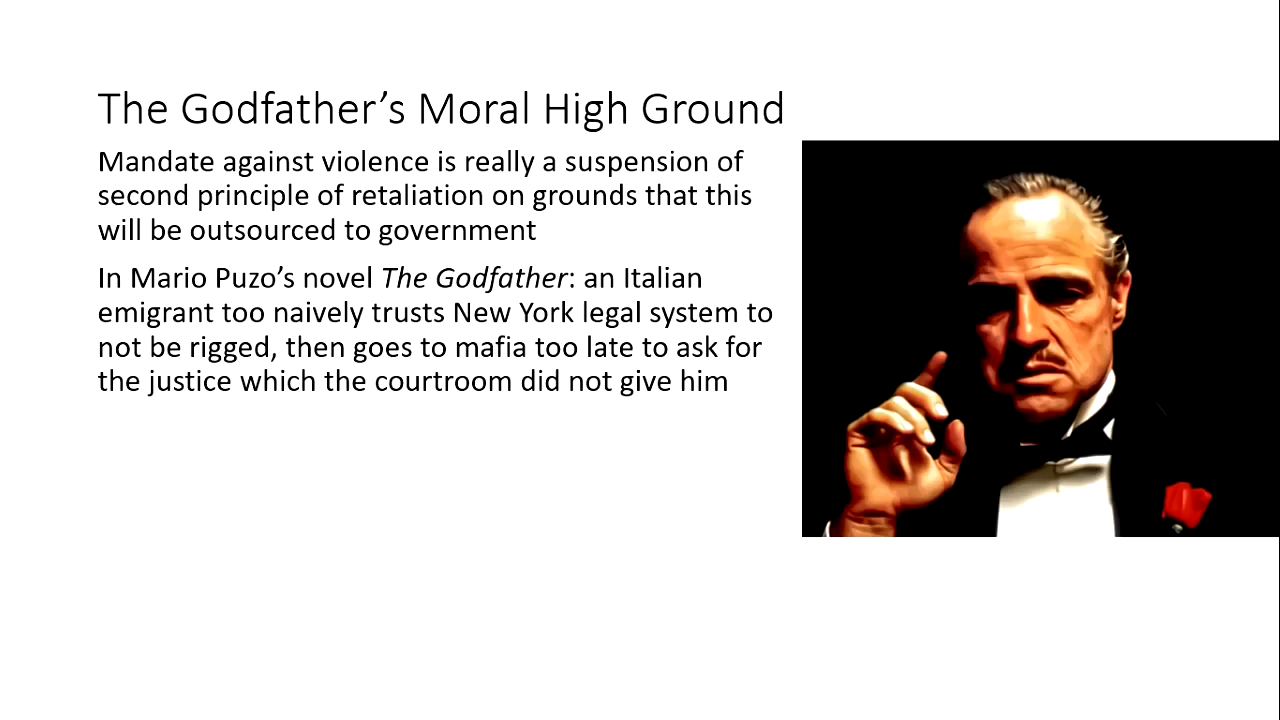 The Godfather’s Moral High Ground
Mandate against violence is really a suspension of
second principle of retaliation on grounds that this
will be outsourced to government
In Mario Puzo’s novel The Godfather: an Italian
emigrant too naively trusts New York legal system to
not be rigged, then goes to mafia too late to ask for
the justice which the courtroom did not give him